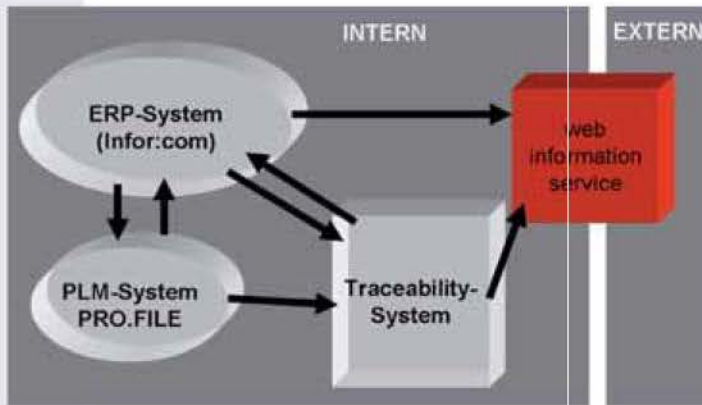 INTERN
EXTERN
ERP-System
(Infor:com)
web
information
service
PLM-System
PRO.FILE
Traceability-
System